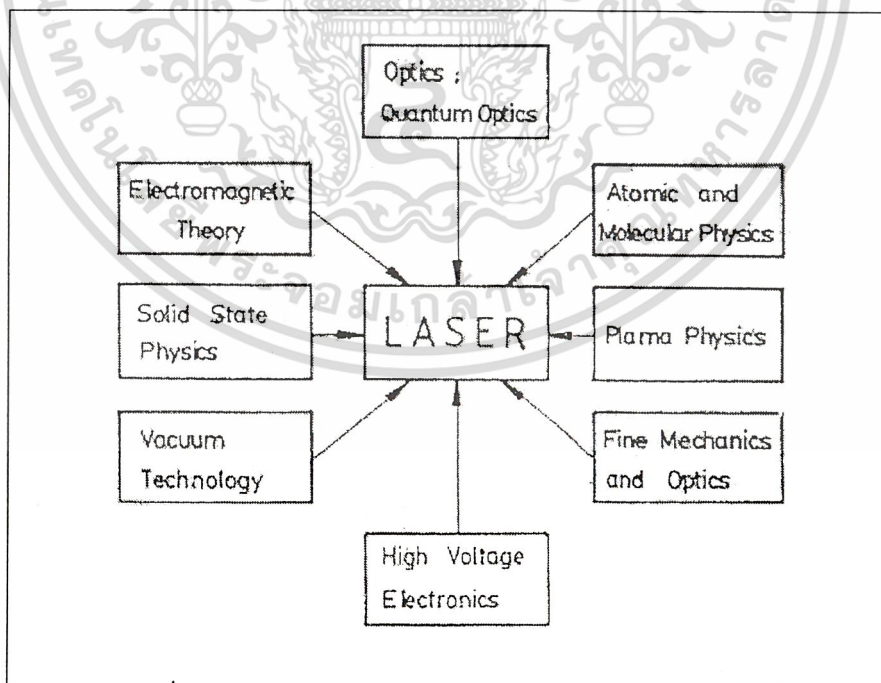 Optics ;
Quantum Optics
Electromagnetic
Theory
Atomic and
Molecular Physics
Solid State
Physics
LASER
Plama Physics
Vacuum
Technology
Fine Mechanics
and Optics
High Voltage
Electronics